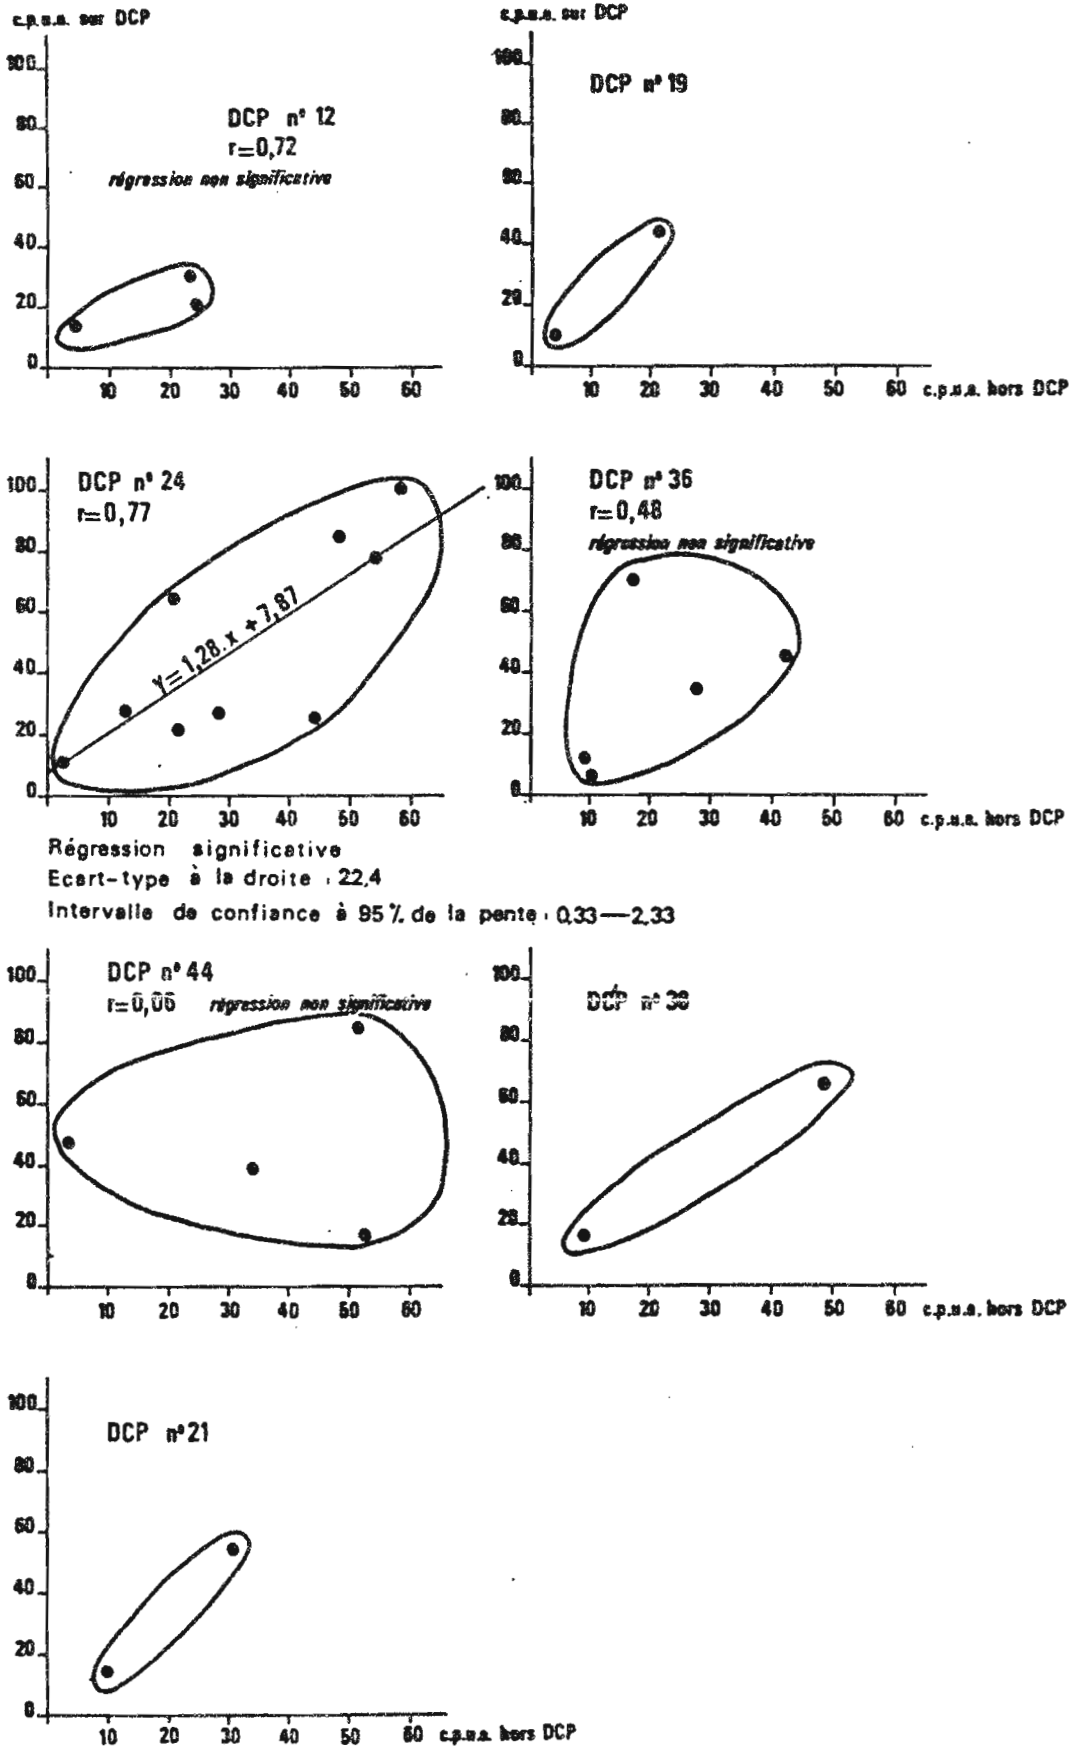 c.p.u.e. sur DCP
100
80
60
40
20
0
10 20 30 40 50 60
DCP n° 12
r=0,72
régression non significative
c.p.u.e. sur DCP
100
80
60
40
20
0
10 20 30 40 50 60 c.p.u.e. hors DCP
DCP n° 19
100
80
60
40
20
0
10 20 30 40 50 60
DCP n° 24
r=0,77
Y=1,28.x +7,87
100
80
60
40
20
0
10 20 30 40 50 60 c.p.u.e. hors DCP
DCP n° 36
r=0,48
régression non significative
Régression significative
Ecart-type à la droite : 22,4
Intervalle de confiance à 95% de la pente : 0,33—2,33
100
80
60
40
20
0
10 20 30 40 50 60
DCP n° 44
r=0,06 régression non significative
100
80
60
40
20
0
10 20 30 40 50 60 c.p.u.e. hors DCP
DCP n°
100
80
60
40
20
0
10 20 30 40 50 60 c.p.u.e. hors DCP
DCP n° 21